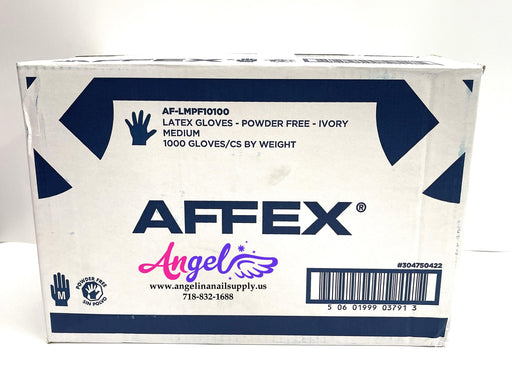 AFFEX
AF-LMPF10100
LATEX GLOVES - POWDER FREE - IVORY
MEDIUM
1000 GLOVES/CS BY WEIGHT
AFFEX®
Angel
www.angelinanailsupply.us
718-832-1688
#304750422
M
POWDER FREE
SIN POLVO
5 06 01999 03791 3